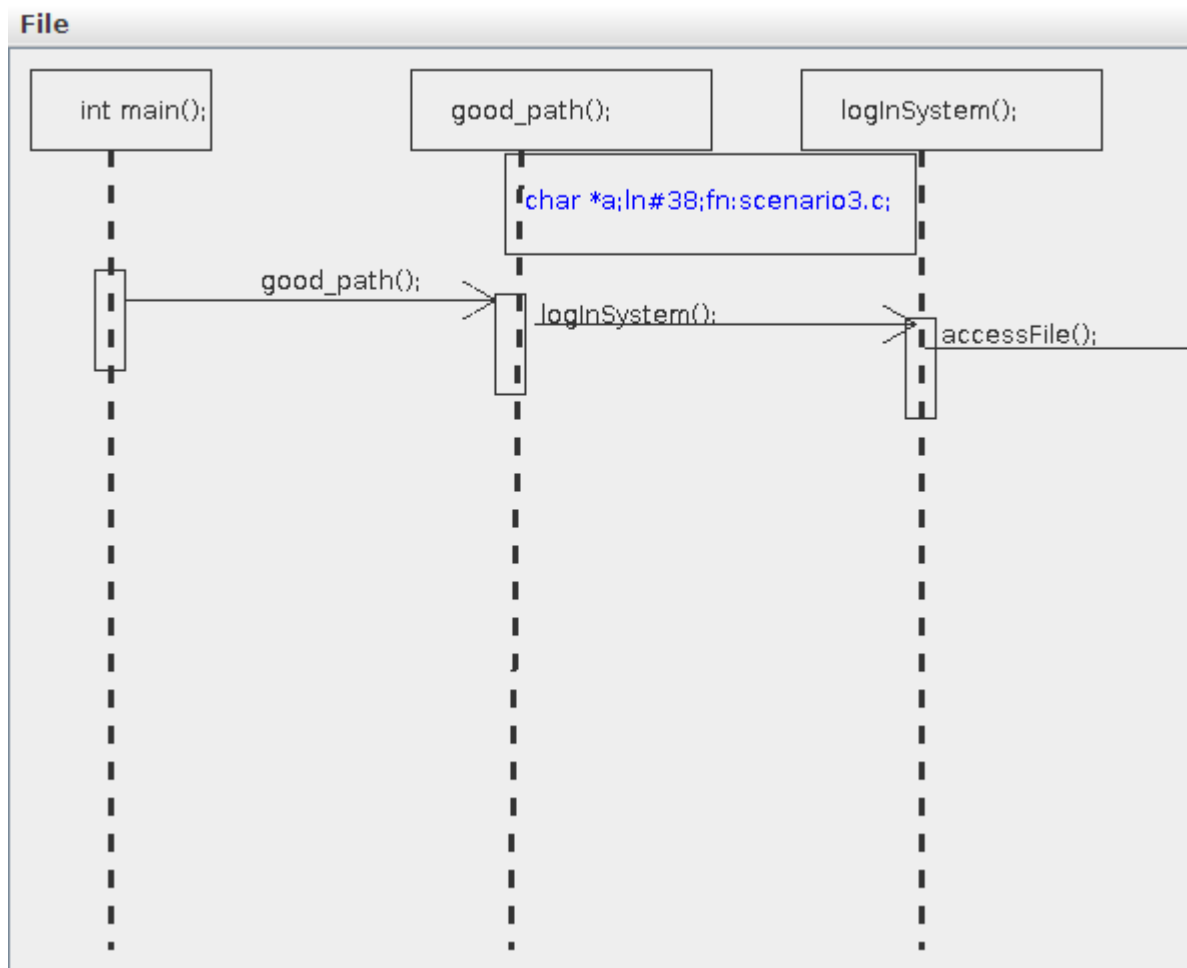 File
int main();
good_path();
logInSystem();
char *a;ln#38;fn:scenario3.c;
good_path();
logInSystem();
accessFile();